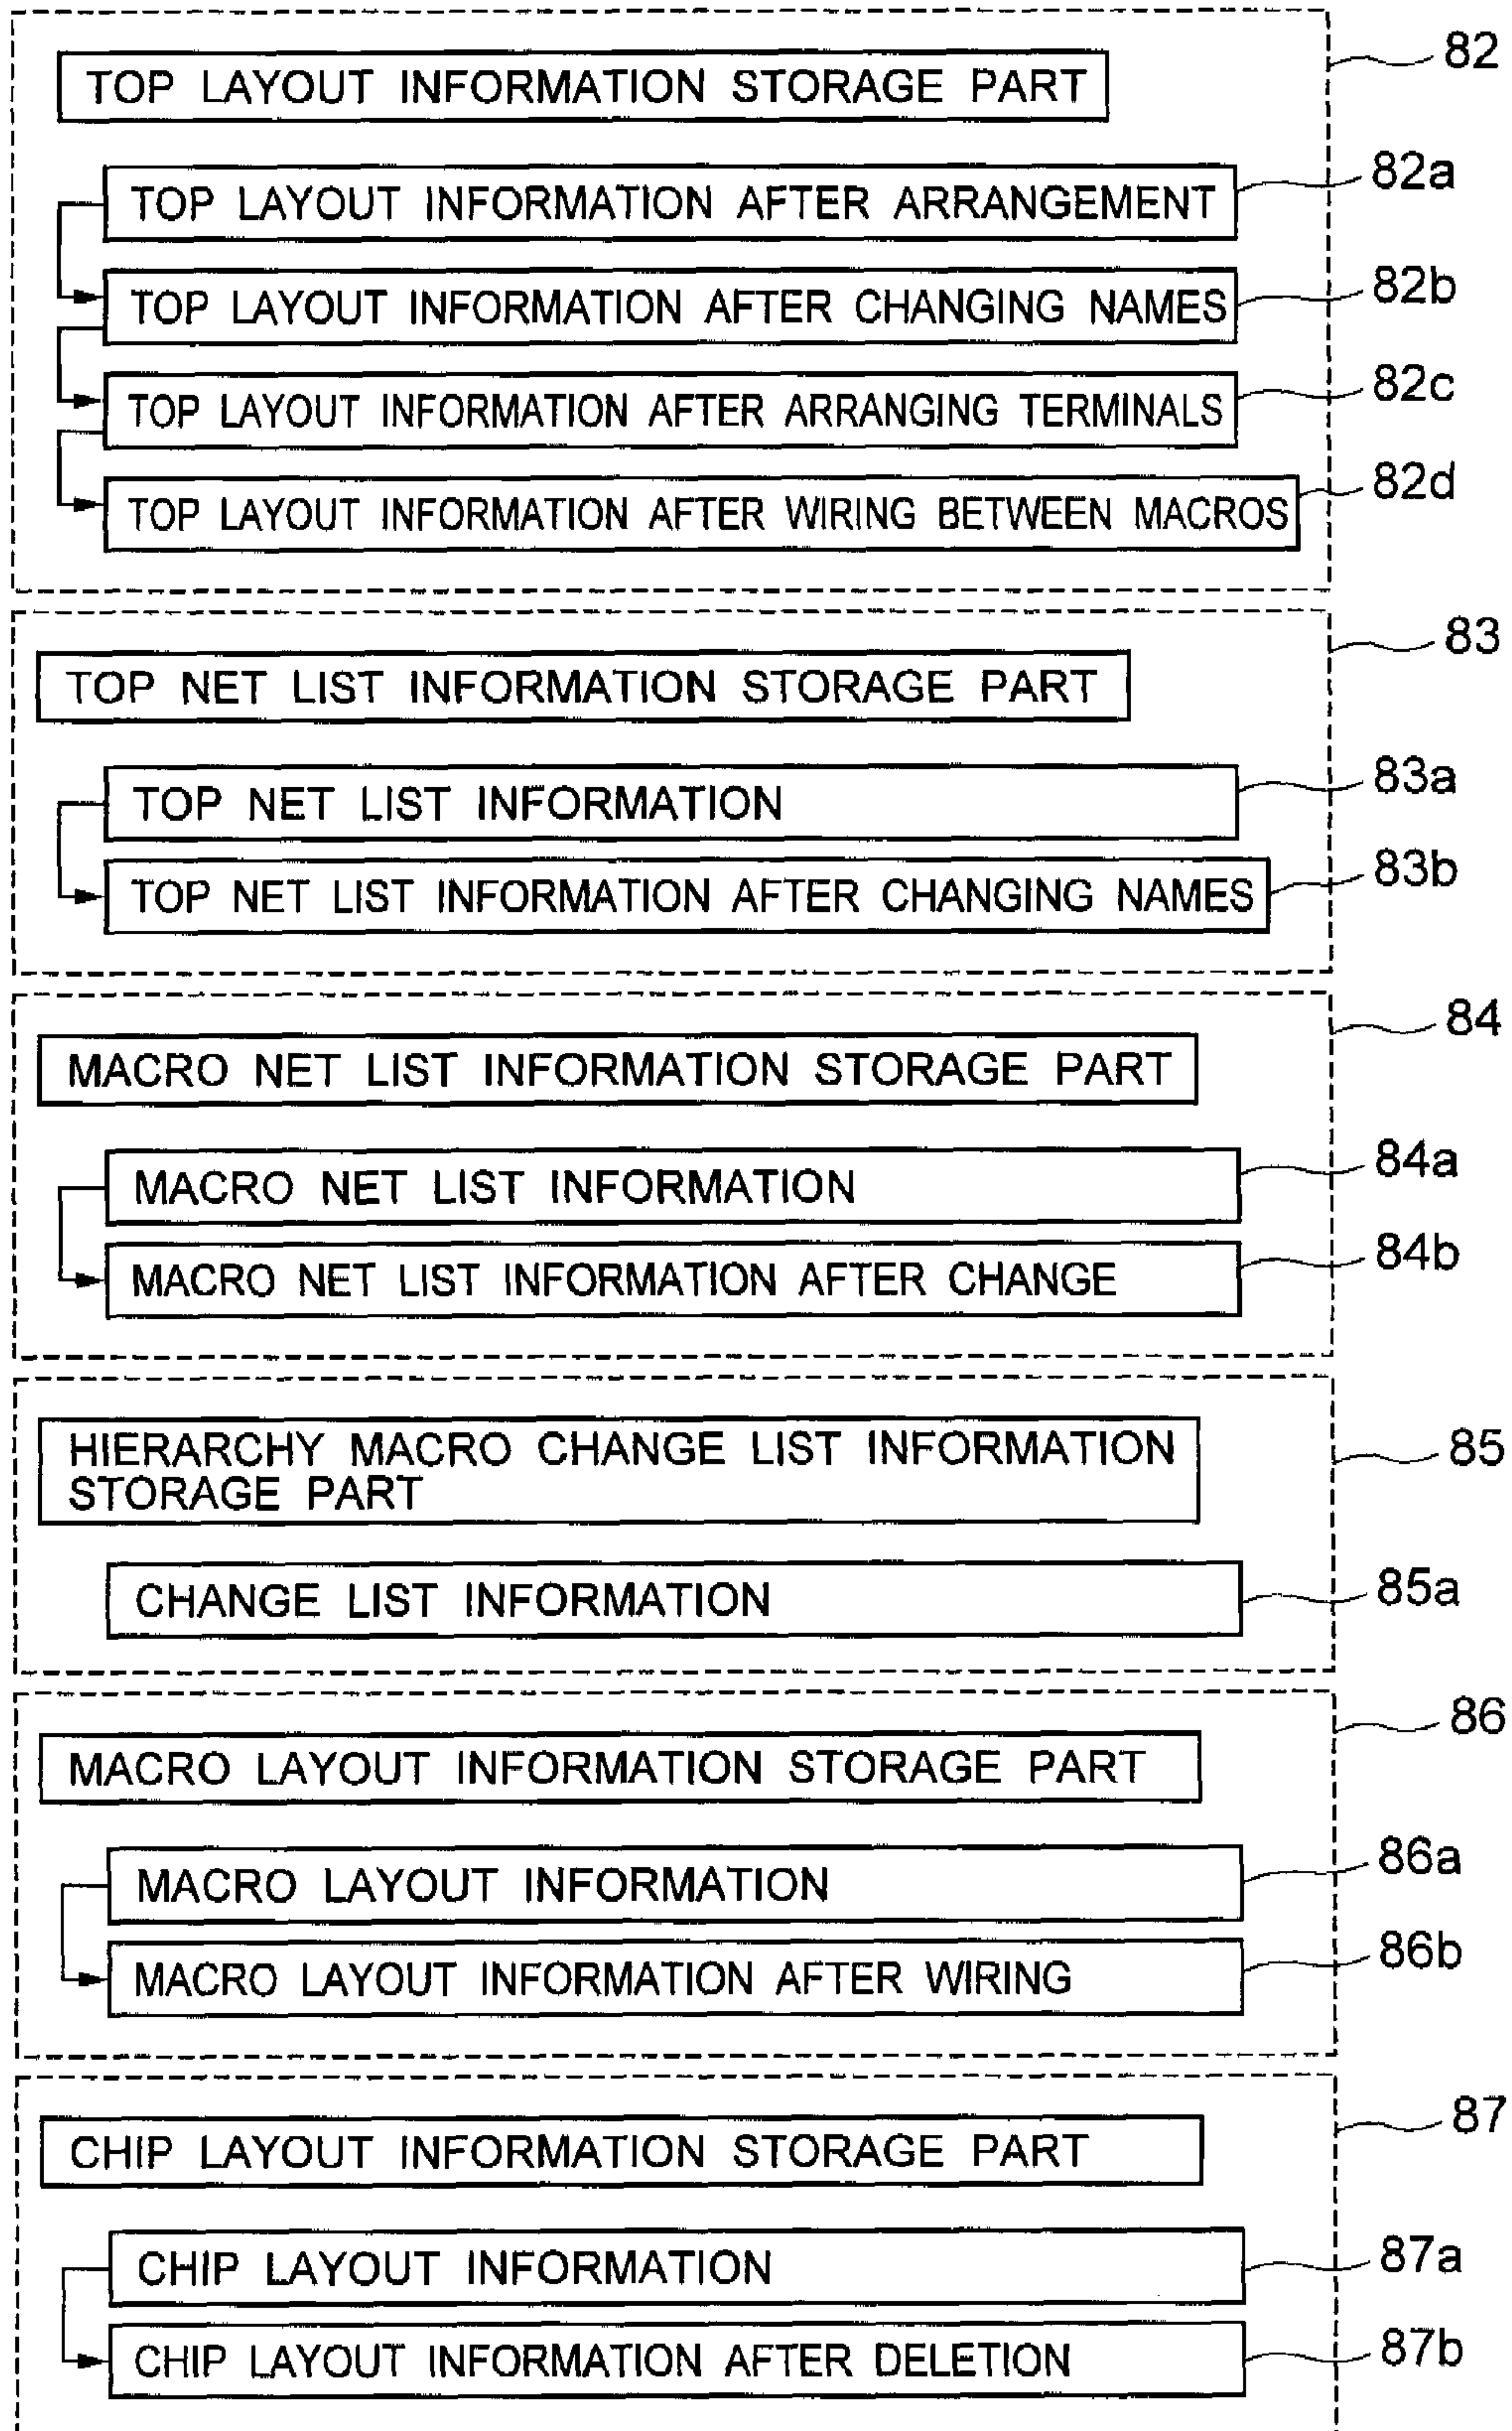 82
TOP LAYOUT INFORMATION STORAGE PART
82a
TOP LAYOUT INFORMATION AFTER ARRANGEMENT
82b
TOP LAYOUT INFORMATION AFTER CHANGING NAMES
82c
TOP LAYOUT INFORMATION AFTER ARRANGING TERMINALS
82d
TOP LAYOUT INFORMATION AFTER WIRING BETWEEN MACROS
83
TOP NET LIST INFORMATION STORAGE PART
83a
TOP NET LIST INFORMATION
83b
TOP NET LIST INFORMATION AFTER CHANGING NAMES
84
MACRO NET LIST INFORMATION STORAGE PART
84a
MACRO NET LIST INFORMATION
84b
MACRO NET LIST INFORMATION AFTER CHANGE
85
HIERARCHY MACRO CHANGE LIST INFORMATION
STORAGE PART
85a
CHANGE LIST INFORMATION
86
MACRO LAYOUT INFORMATION STORAGE PART
86a
MACRO LAYOUT INFORMATION
86b
MACRO LAYOUT INFORMATION AFTER WIRING
87
CHIP LAYOUT INFORMATION STORAGE PART
87a
CHIP LAYOUT INFORMATION
87b
CHIP LAYOUT INFORMATION AFTER DELETION